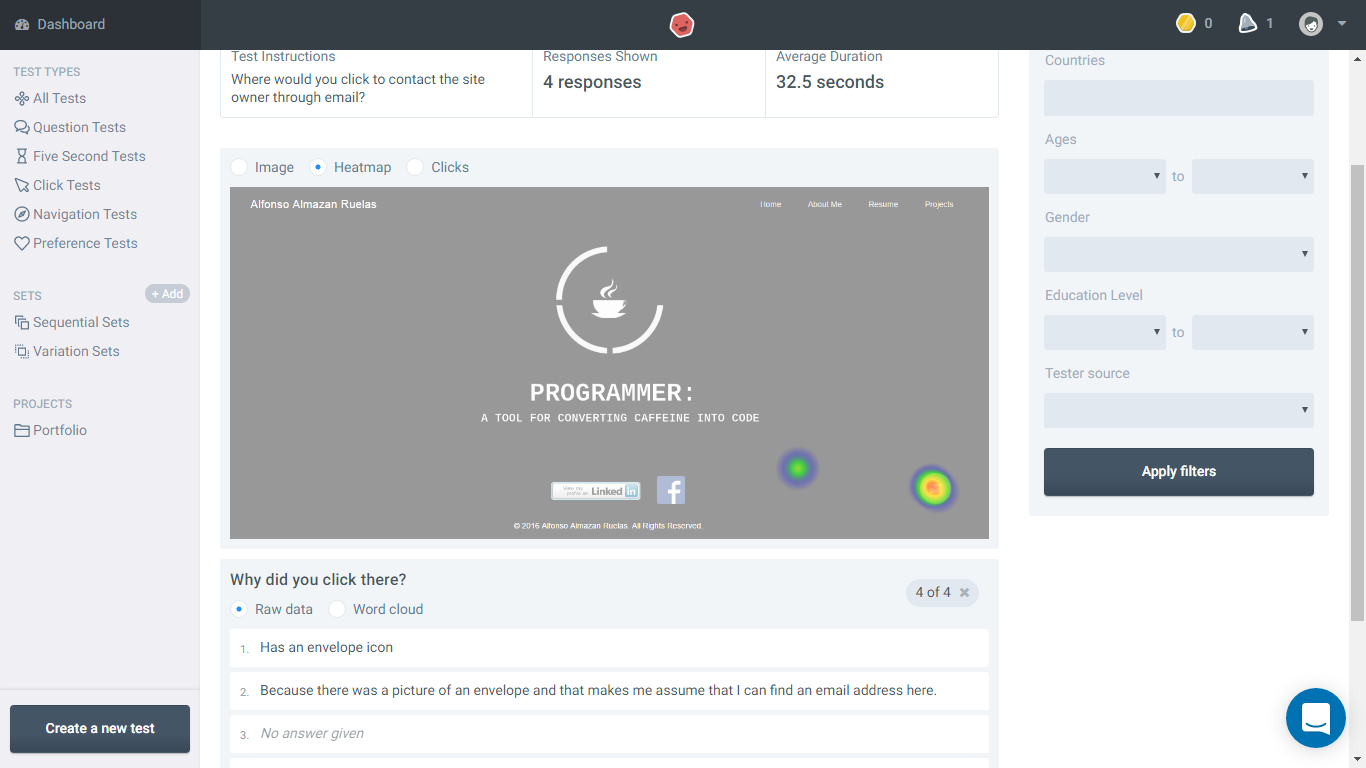 Dashboard
0
1
TEST TYPES
All Tests
Question Tests
Five Second Tests
Click Tests
Navigation Tests
Preference Tests
SETS
+ Add
Sequential Sets
Variation Sets
PROJECTS
Portfolio
Create a new test
Test Instructions
Where would you click to contact the site
owner through email?
Responses Shown
4 responses
Average Duration
32.5 seconds
Image
Heatmap
Clicks
Alfonso Almazan Ruelas
Home
About Me
Resume
Projects
PROGRAMMER:
A TOOL FOR CONVERTING CAFFEINE INTO CODE
View my
profile on
Linked in
f
© 2016 Alfonso Almazan Ruelas. All Rights Reserved.
Why did you click there?
4 of 4
Raw data
Word cloud
1. Has an envelope icon
2. Because there was a picture of an envelope and that makes me assume that I can find an email address here.
3. No answer given
Countries
Ages
to
Gender
Education Level
to
Tester source
Apply filters